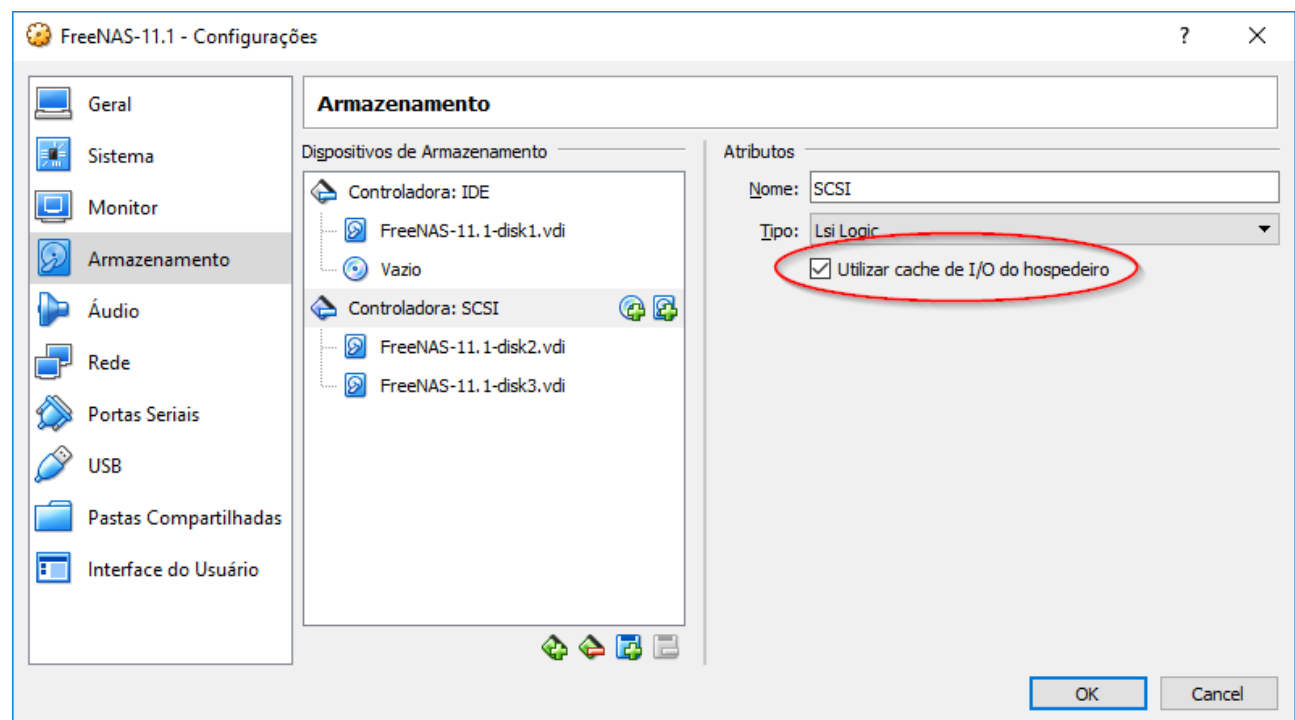 FreeNAS-11.1 - Configurações
?
Geral
Sistema
Monitor
Armazenamento
Áudio
Rede
Portas Seriais
USB
Pastas Compartilhadas
Interface do Usuário
Armazenamento
Dispositivos de Armazenamento
Controladora: IDE
FreeNAS-11.1-disk1.vdi
Vazio
Controladora: SCSI
FreeNAS-11.1-disk2.vdi
FreeNAS-11.1-disk3.vdi
Atributos
Nome: SCSI
Tipo: Lsi Logic
Utilizar cache de I/O do hospedeiro
OK
Cancel